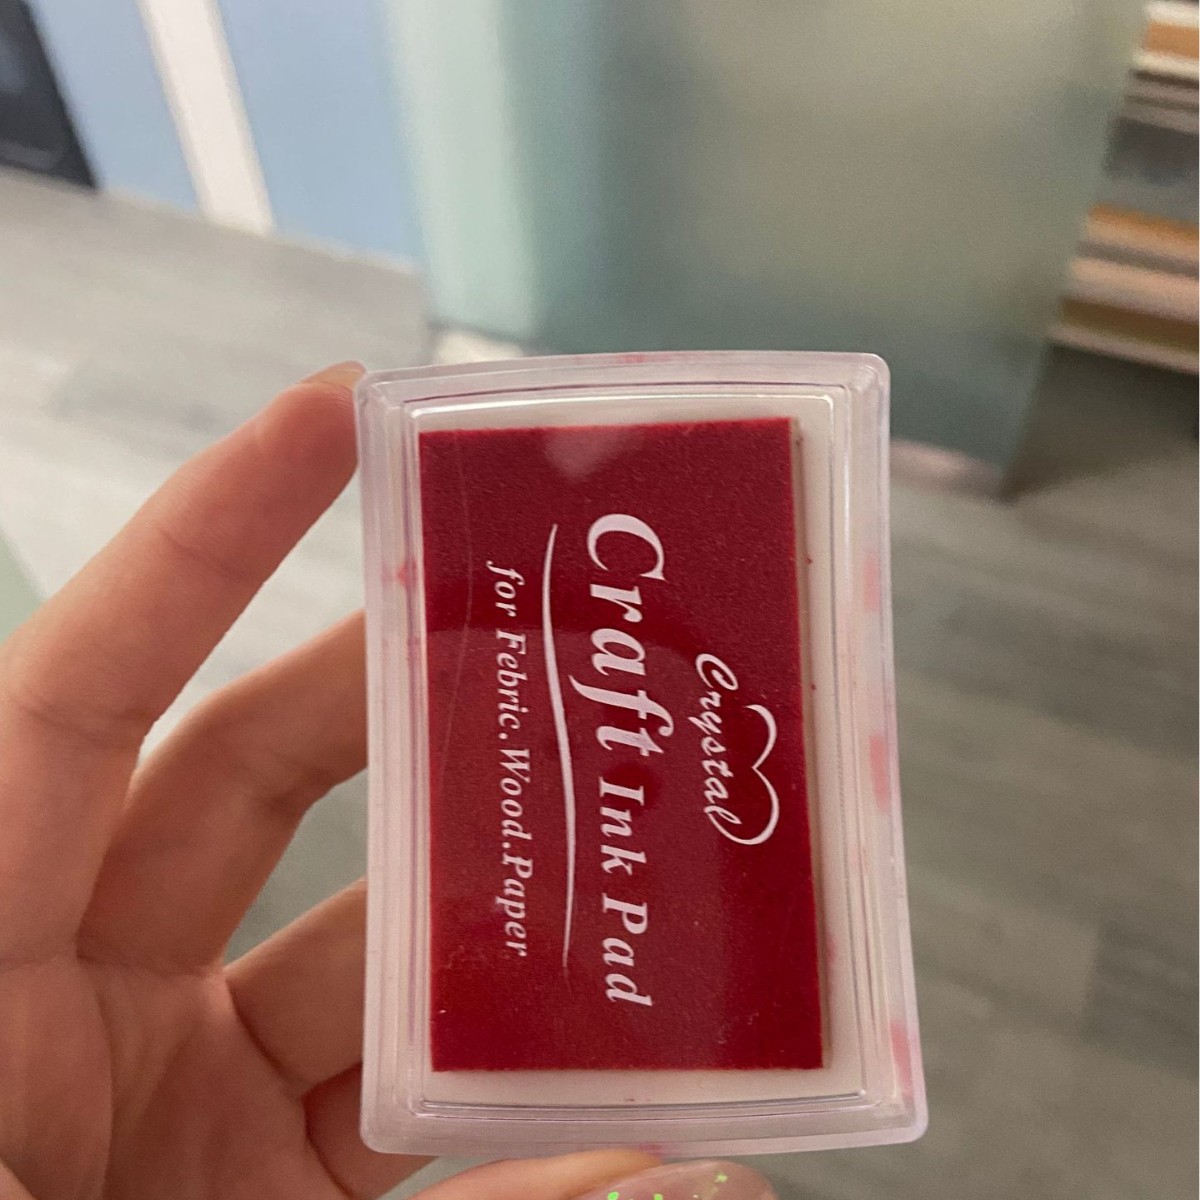 Crystal
Craft Ink Pad
for Febric.Wood.Paper